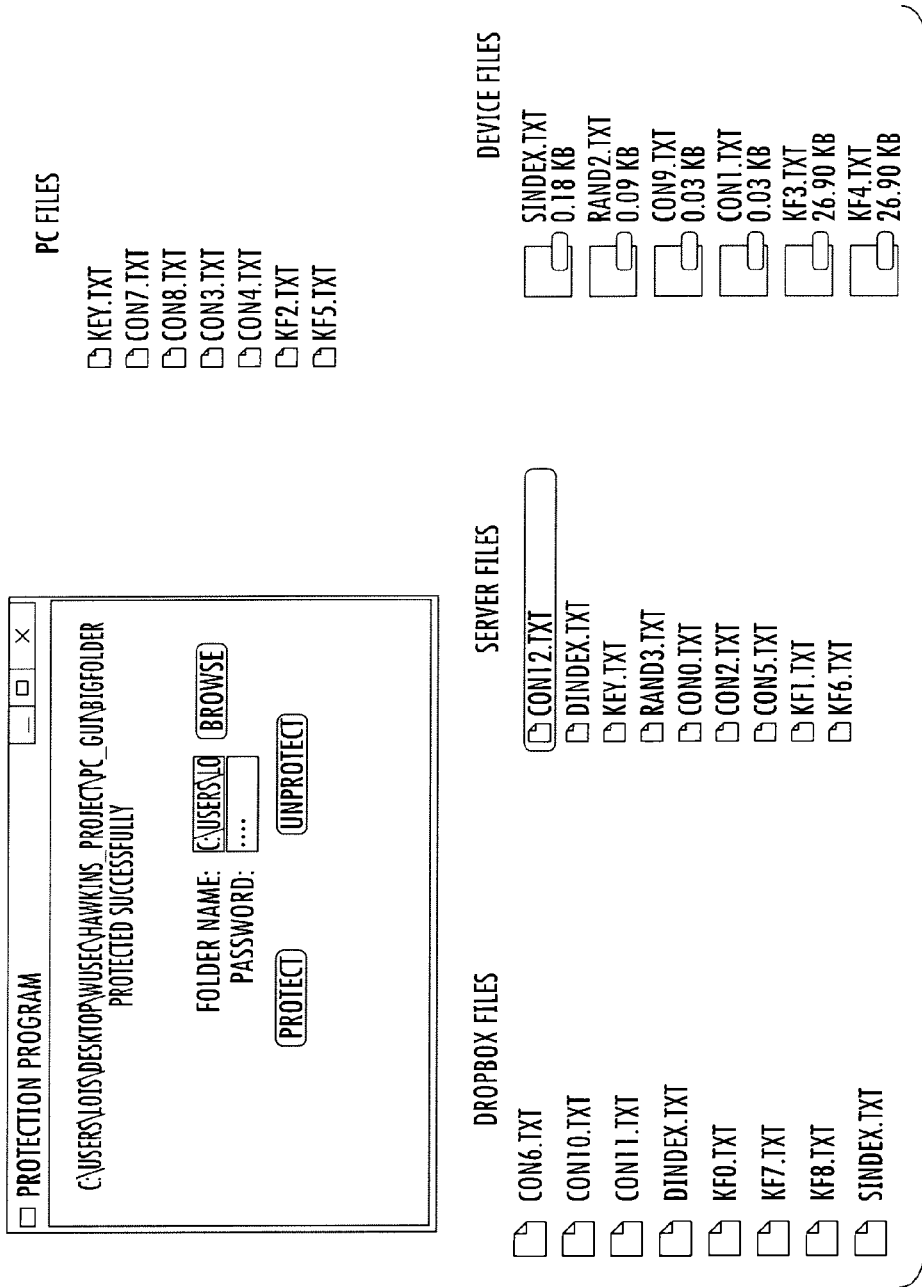 PROTECTION PROGRAM
C:\USERS\LOIS\DESKTOP\WUSEC\HAWKINS_PROJECT\PC_GUI\BIGFOLDER
PROTECTED SUCCESSFULLY
FOLDER NAME: C:\USERS\LO BROWSE
PASSWORD: ....
PROTECT UNPROTECT
PC FILES
KEY.TXT
CON7.TXT
CON8.TXT
CON3.TXT
CON4.TXT
KF2.TXT
KF5.TXT
DROPBOX FILES
CON6.TXT
CON10.TXT
CON11.TXT
DINDEX.TXT
KF0.TXT
KF7.TXT
KF8.TXT
SINDEX.TXT
SERVER FILES
CON12.TXT
DINDEX.TXT
KEY.TXT
RAND3.TXT
CON0.TXT
CON2.TXT
CON5.TXT
KF1.TXT
KF6.TXT
DEVICE FILES
SINDEX.TXT
0.18 KB
RAND2.TXT
0.09 KB
CON9.TXT
0.03 KB
CON1.TXT
0.03 KB
KF3.TXT
26.90 KB
KF4.TXT
26.90 KB